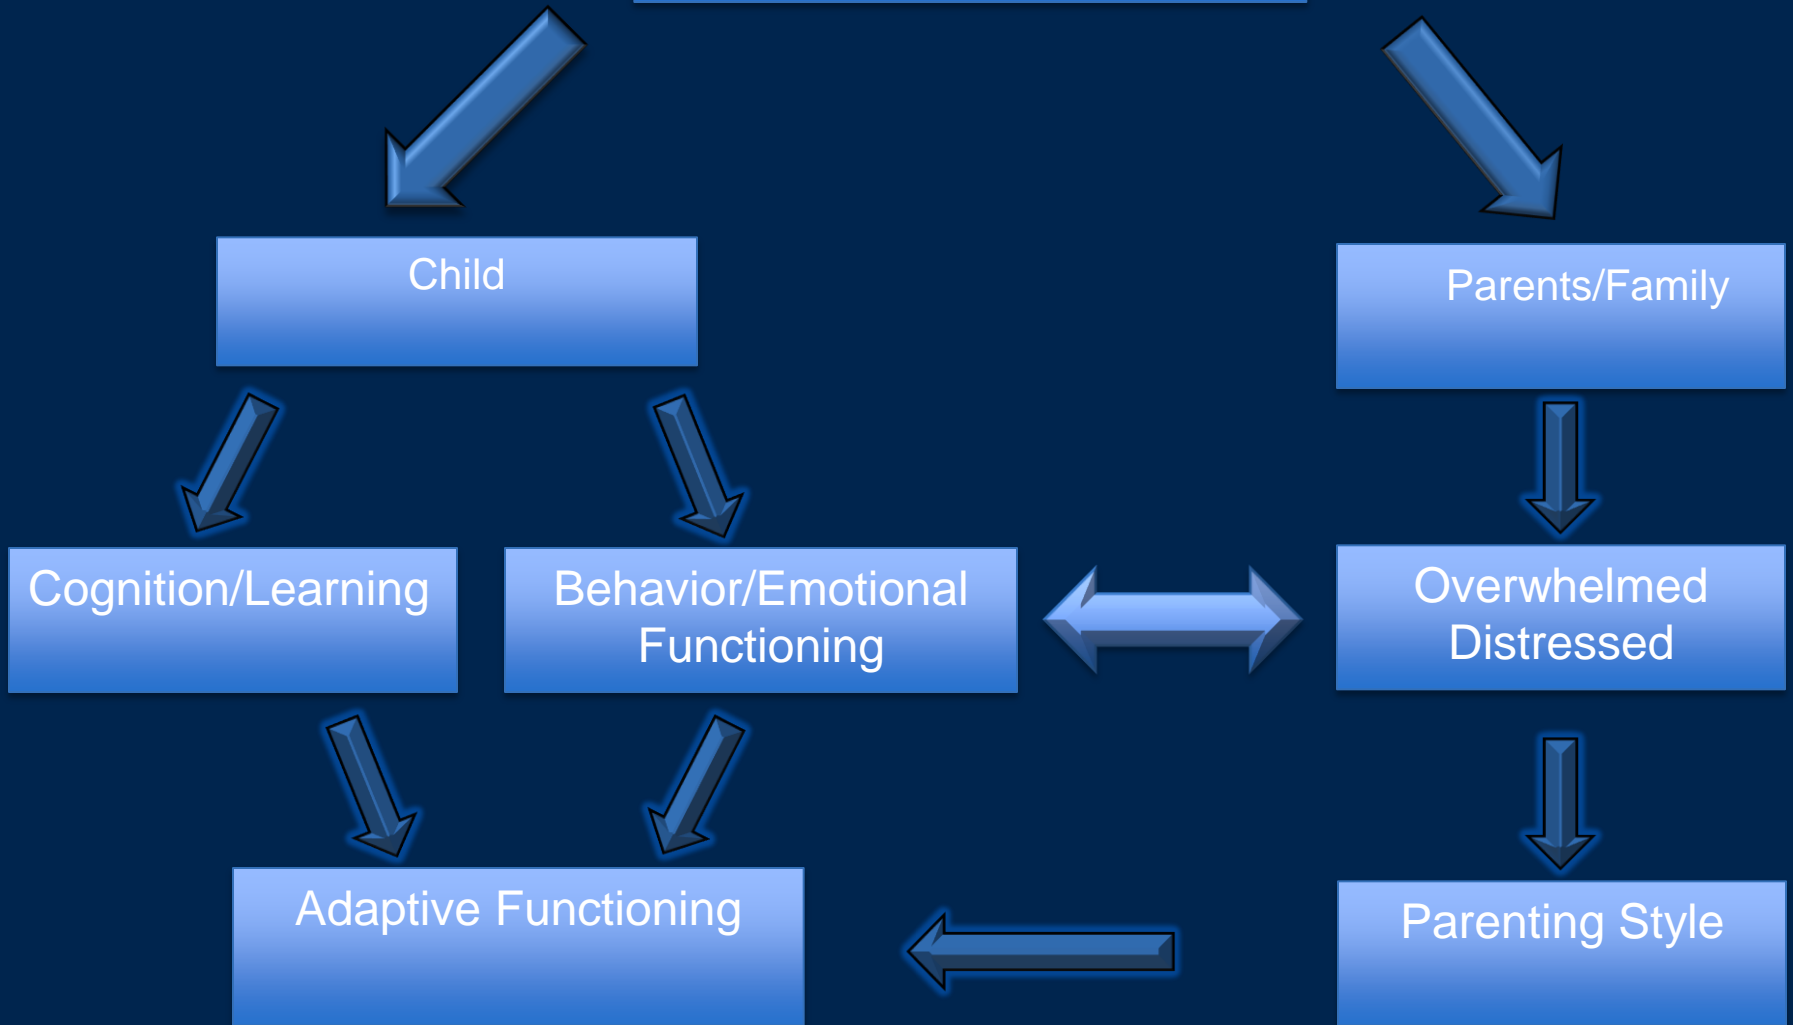 Child
Parents/Family
Cognition/Learning
Behavior/Emotional
Functioning
Overwhelmed
Distressed
Adaptive Functioning
Parenting Style